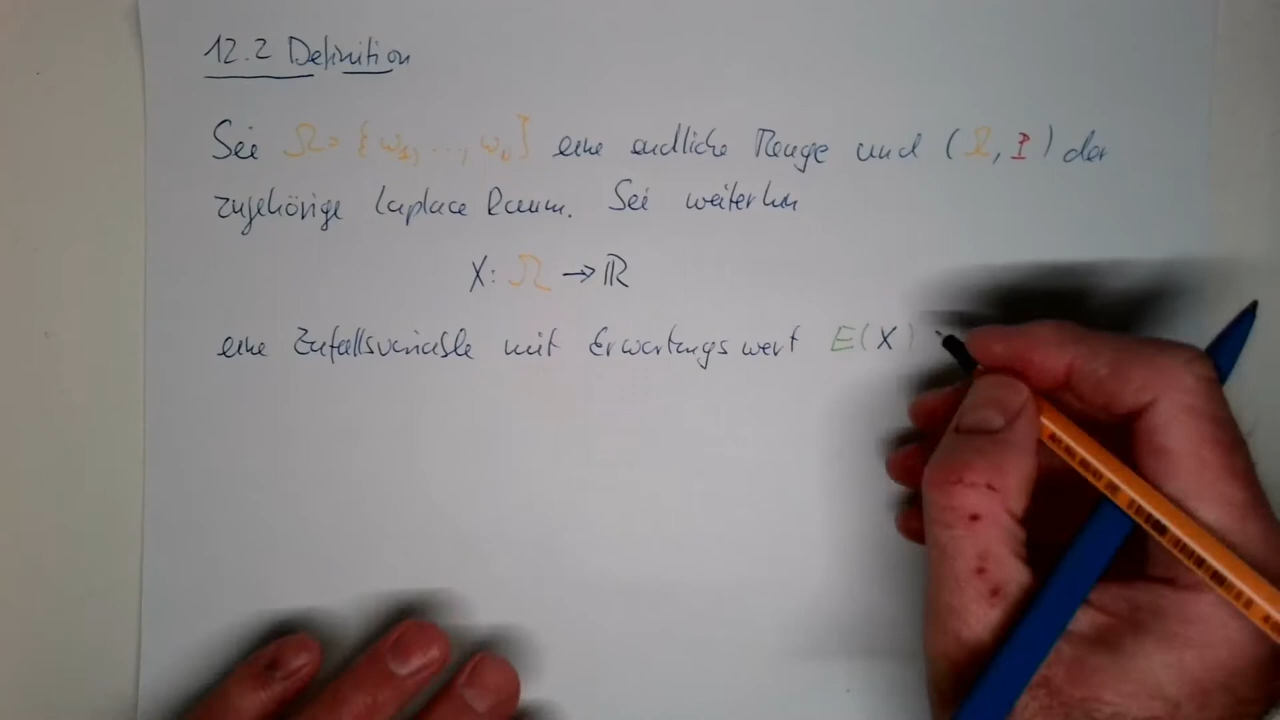 12.2 Definition
Sei Ω = {ω₁, ..., ωₙ} eine endliche Menge und (Ω, P) der
zugehörige Laplace Raum. Sei weiterhin
X: Ω → ℝ
eine Zufallsvariable mit Erwartungswert E(X)